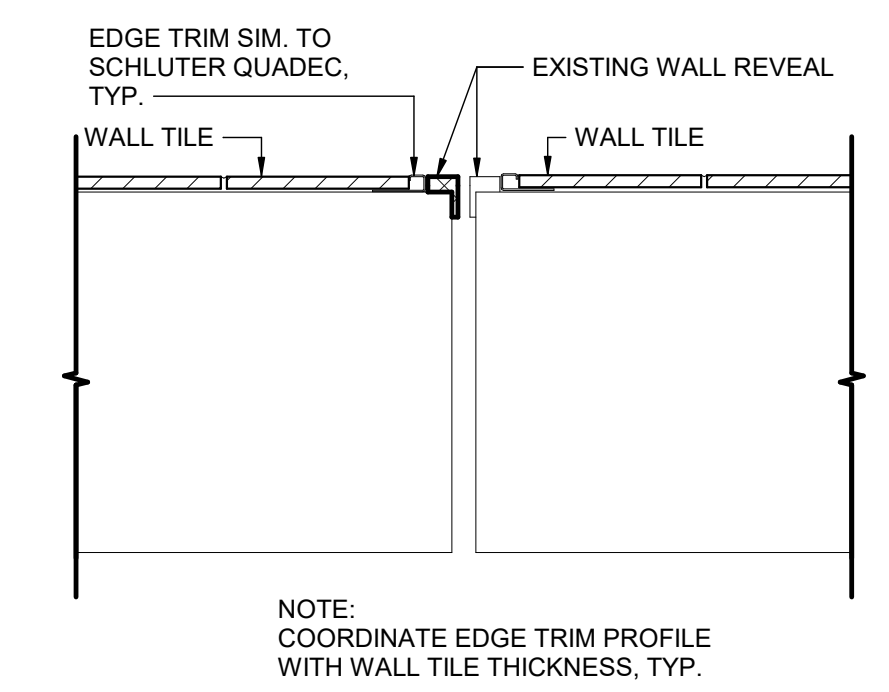 EDGE TRIM SIM. TO
SCHLUTER QUADEC,
TYP.
EXISTING WALL REVEAL
WALL TILE
WALL TILE
NOTE:
COORDINATE EDGE TRIM PROFILE
WITH WALL TILE THICKNESS, TYP.